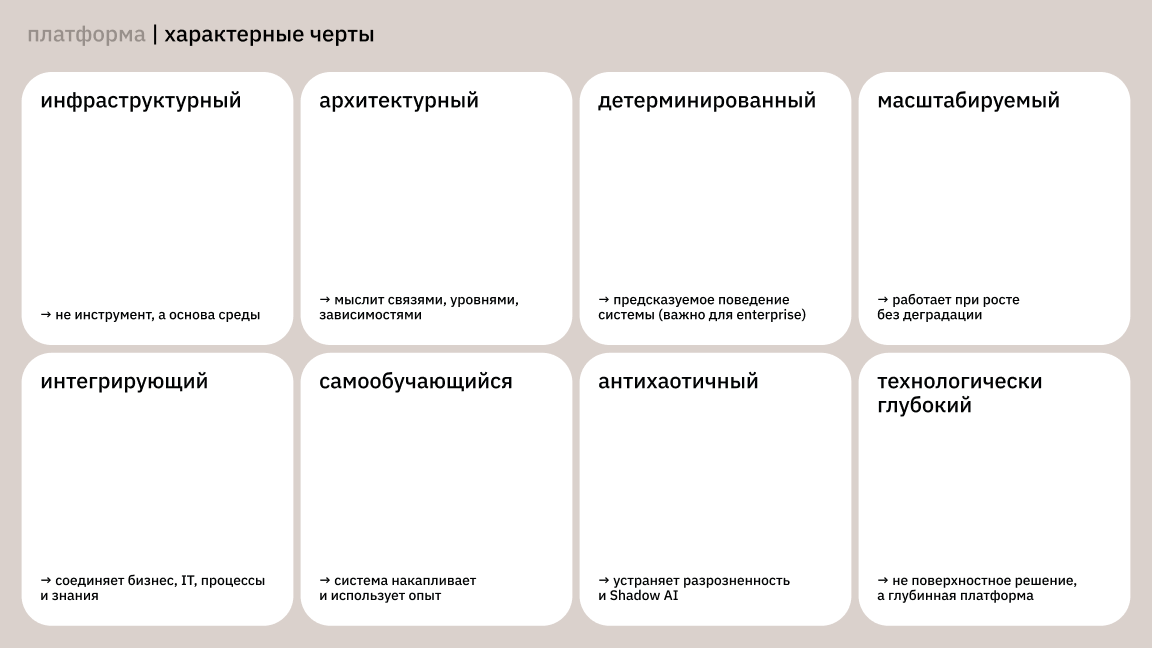 платформа | характерные черты
инфраструктурный
→ не инструмент, а основа среды
архитектурный
→ мыслит связями, уровнями,
зависимостями
детерминированный
→ предсказуемое поведение
системы (важно для enterprise)
масштабируемый
→ работает при росте
без деградации
интегрирующий
→ соединяет бизнес, IT, процессы
и знания
самообучающийся
→ система накапливает
и использует опыт
антихаотичный
→ устраняет разрозненность
и Shadow AI
технологически
глубокий
→ не поверхностное решение,
а глубинная платформа